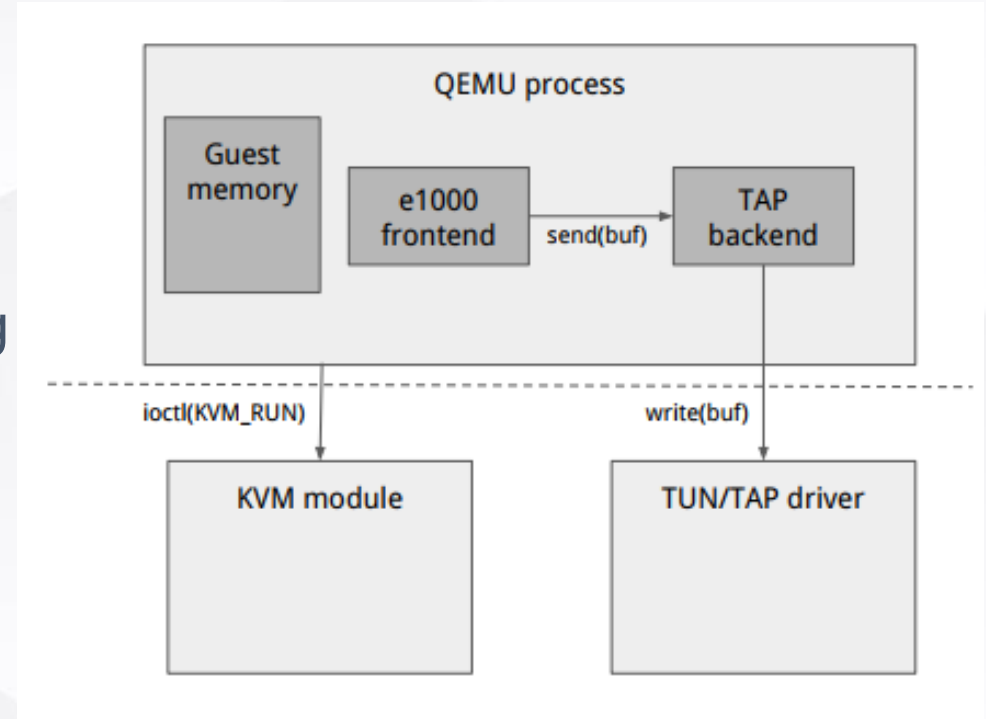 QEMU process
Guest
memory
e1000
frontend
send(buf)
TAP
backend
g
ioctl(KVM_RUN)
write(buf)
KVM module
TUN/TAP driver